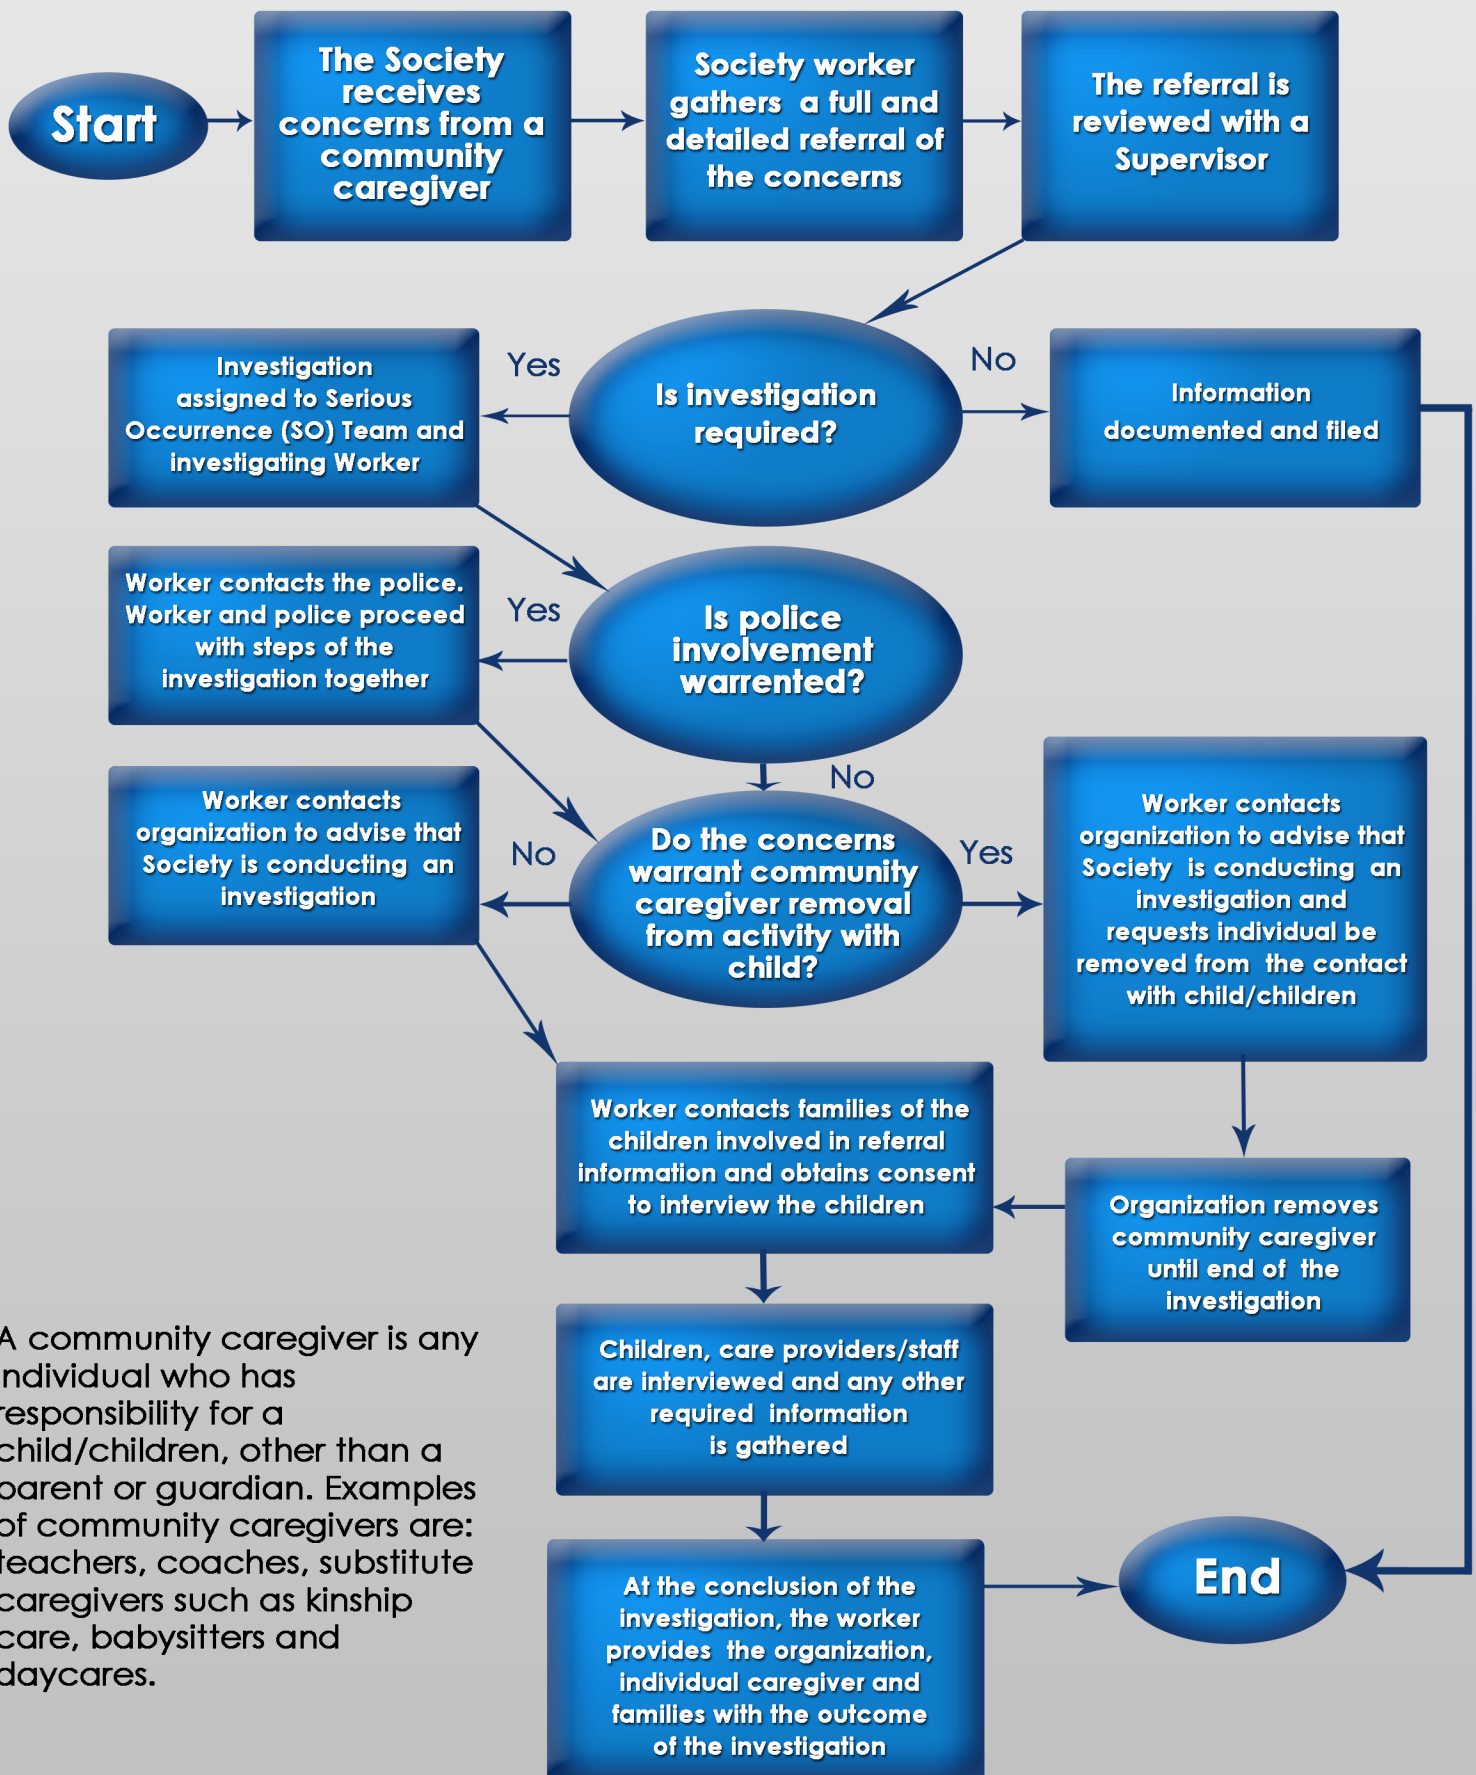 Start
The Society
receives
concerns from a
community
caregiver
Society worker
gathers a full and
detailed referral of
the concerns
The referral is
reviewed with a
Supervisor
Investigation
assigned to Serious
Occurrence (SO) Team and
investigating Worker
Yes
Is investigation
required?
No
Information
documented and filed
Worker contacts the police.
Worker and police proceed
with steps of the
investigation together
Yes
Is police
involvement
warrented?
No
Worker contacts
organization to advise that
Society is conducting an
investigation
No
Do the concerns
warrant community
caregiver removal
from activity with
child?
Yes
Worker contacts
organization to advise that
Society is conducting an
investigation and
requests individual be
removed from the contact
with child/children
Worker contacts families of the
children involved in referral
information and obtains consent
to interview the children
Organization removes
community caregiver
until end of the
investigation
Children, care providers/staff
are interviewed and any other
required information
is gathered
At the conclusion of the
investigation, the worker
provides the organization,
individual caregiver and
families with the outcome
of the investigation
End
A community caregiver is any
individual who has
responsibility for a
child/children, other than a
parent or guardian. Examples
of community caregivers are:
teachers, coaches, substitute
caregivers such as kinship
care, babysitters and
daycares.